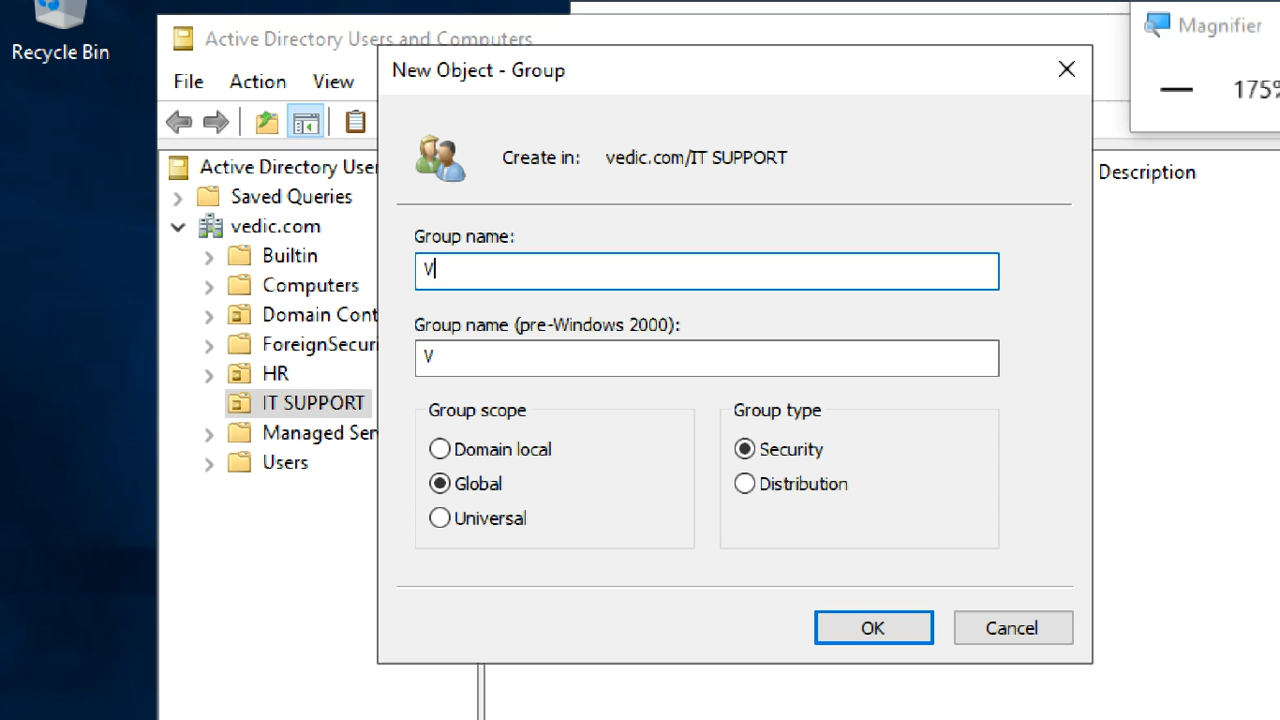 Recycle Bin
Active Directory Users and Computers
Magnifier
File Action View
175%
New Object - Group
Create in: vedic.com/IT SUPPORT
Active Directory User
Saved Queries
vedic.com
Builtin
Computers
Domain Cont
ForeignSecuri
HR
IT SUPPORT
Managed Ser
Users
Description
Group name:
V
Group name (pre-Windows 2000):
V
Group scope
Domain local
Global
Universal
Group type
Security
Distribution
OK
Cancel